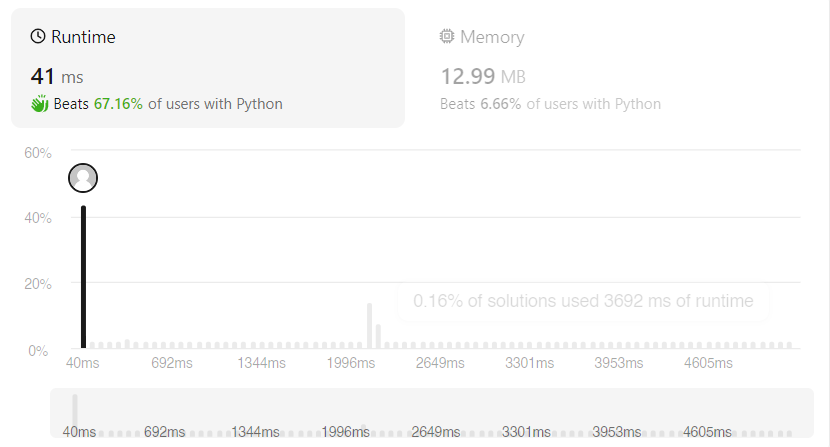 Runtime
41 ms
Beats 67.16% of users with Python
Memory
12.99 MB
Beats 6.66% of users with Python
60%
40%
20%
0%
0.16% of solutions used 3692 ms of runtime
40ms 692ms 1344ms 1996ms 2649ms 3301ms 3953ms 4605ms
40ms 692ms 1344ms 1996ms 2649ms 3301ms 3953ms 4605ms